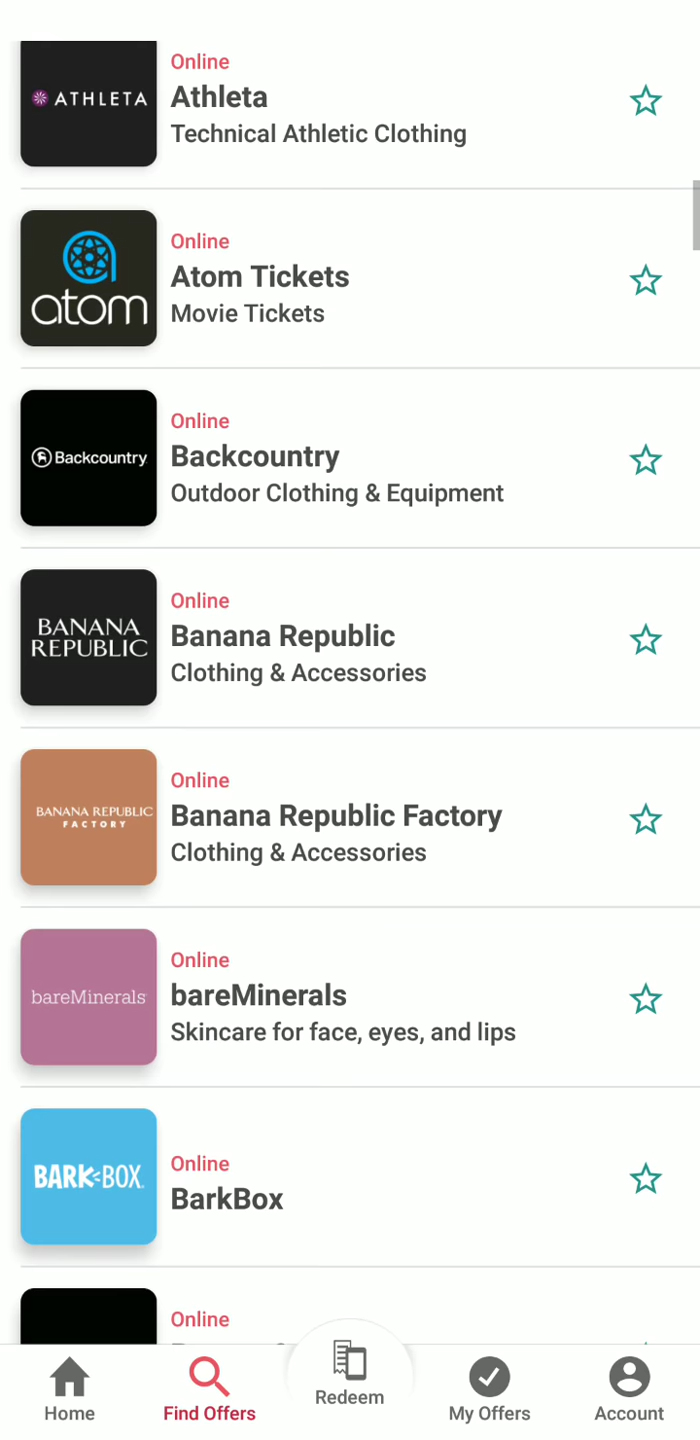 ATHLETA
Online
Athleta
Technical Athletic Clothing
atom
Online
Atom Tickets
Movie Tickets
Backcountry
Online
Backcountry
Outdoor Clothing & Equipment
BANANA
REPUBLIC
Online
Banana Republic
Clothing & Accessories
BANANA REPUBLIC
FACTORY
Online
Banana Republic Factory
Clothing & Accessories
bareMinerals
Online
bareMinerals
Skincare for face, eyes, and lips
BARK BOX
Online
BarkBox
Online
Home
Find Offers
Redeem
My Offers
Account